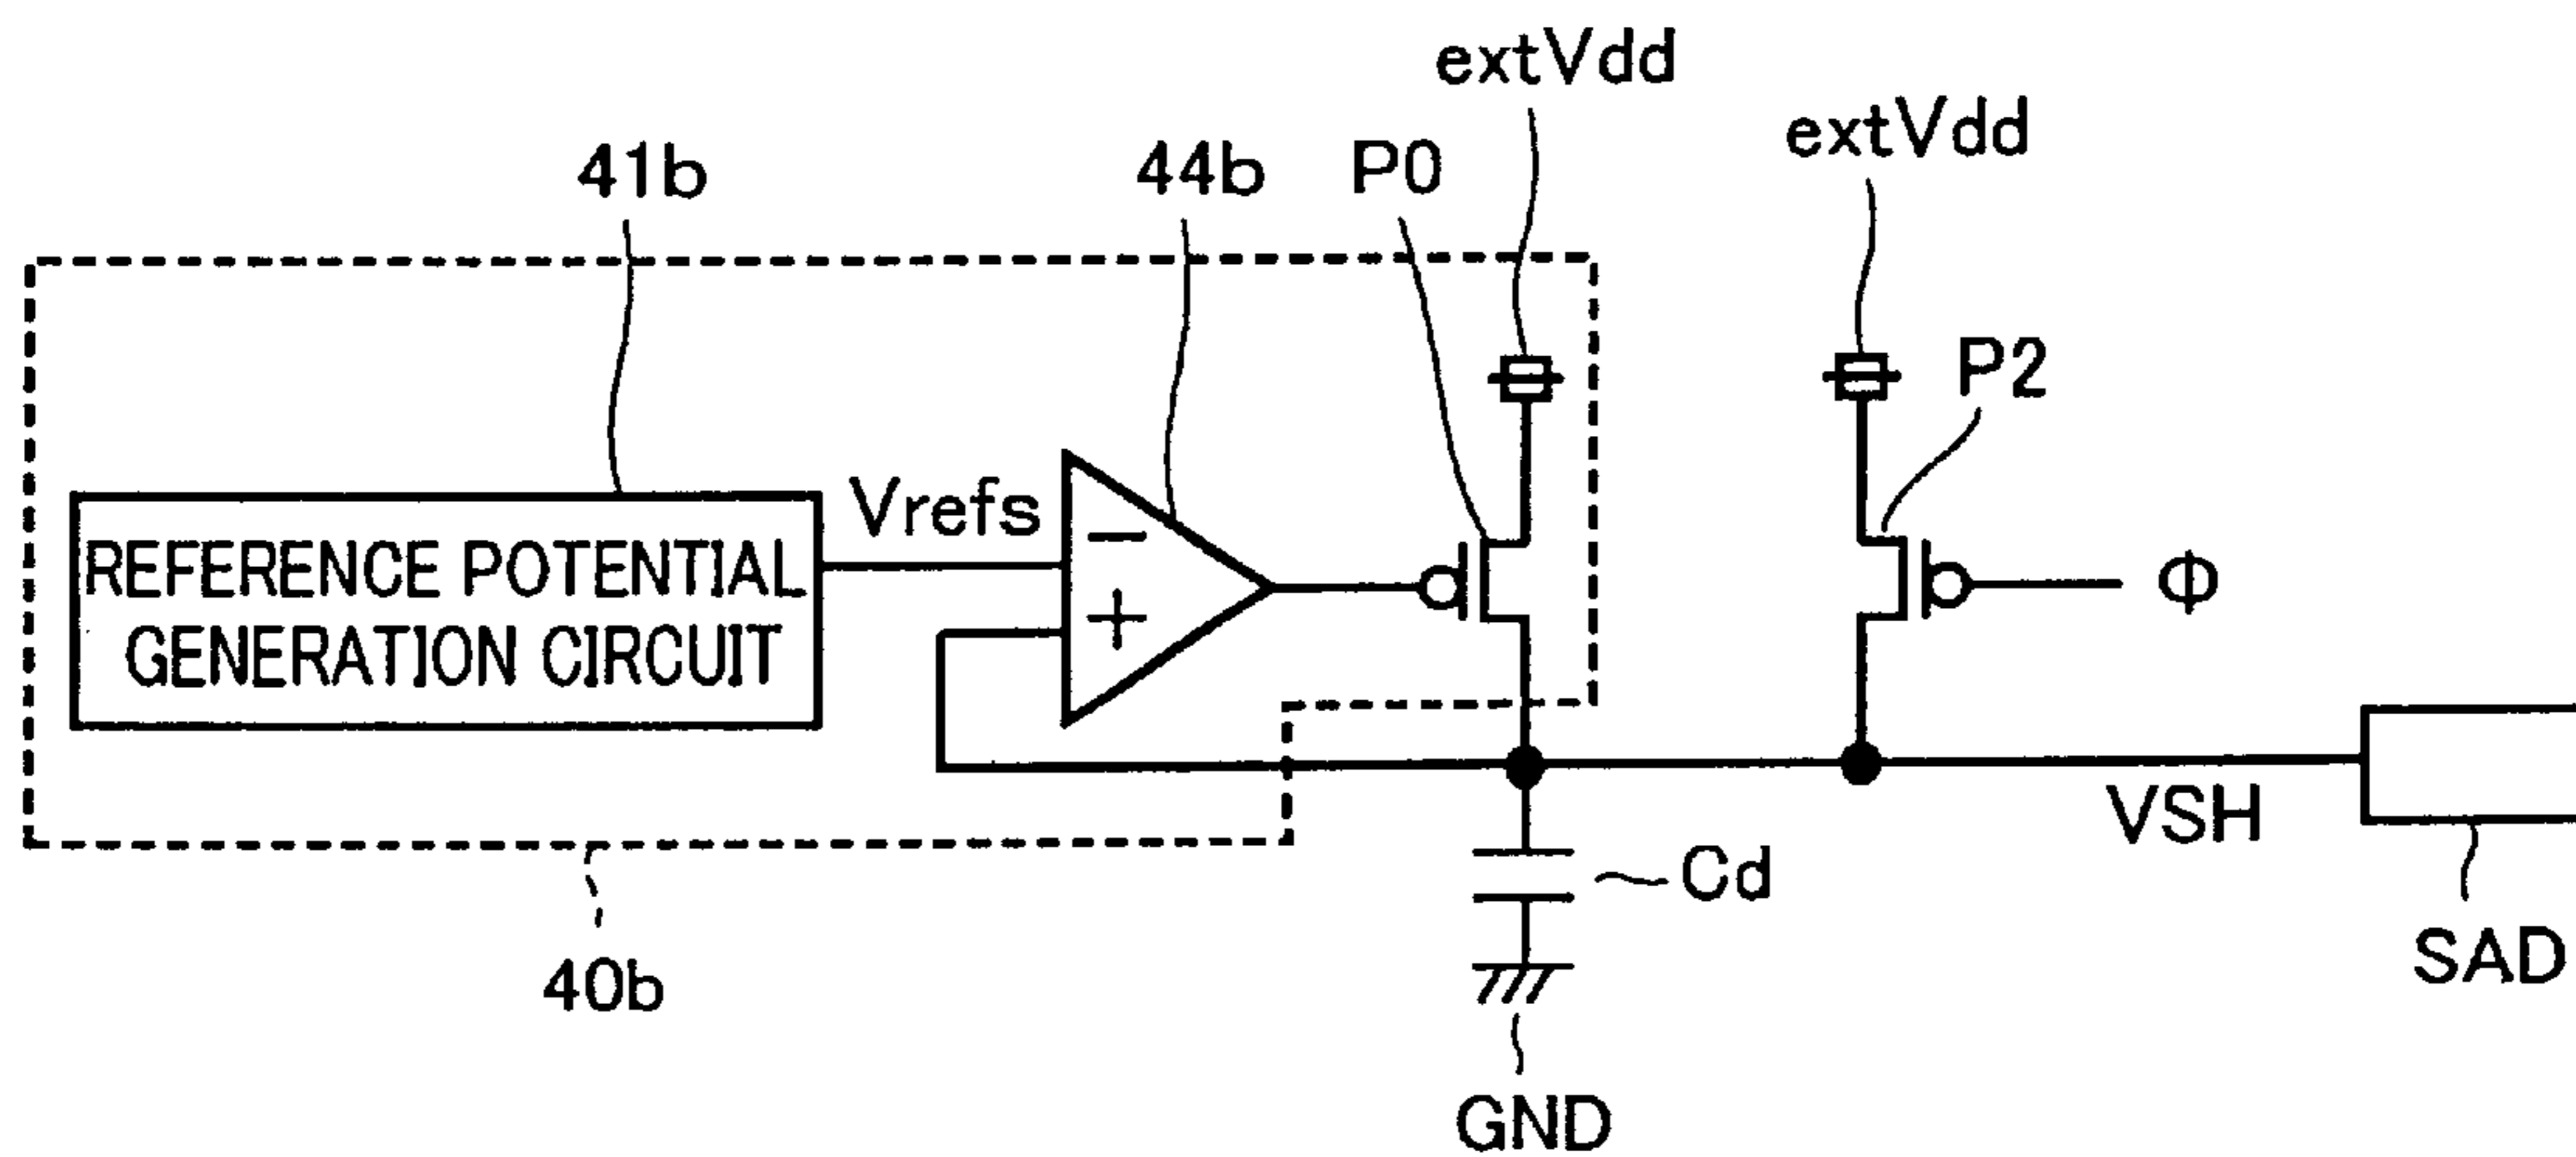 extVdd
extVdd
41b
44b
P0
P2
Vrefs
−
+
REFERENCE POTENTIAL
GENERATION CIRCUIT
Φ
VSH
Cd
SAD
40b
GND